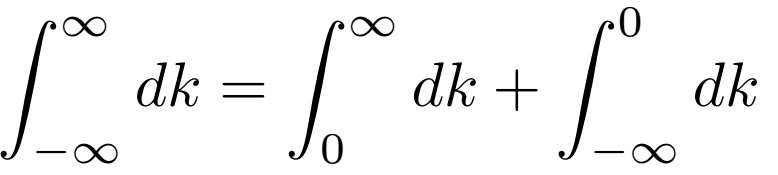 ∫_{-∞}^{∞} dk = ∫_{0}^{∞} dk + ∫_{-∞}^{0} dk